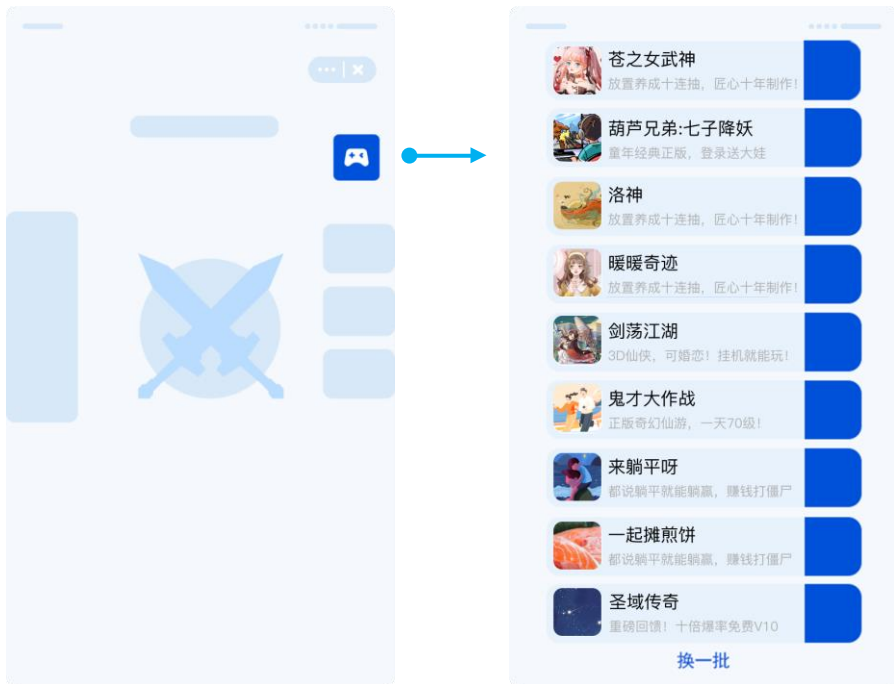 苍之女武神
放置养成十连抽，匠心十年制作！
葫芦兄弟:七子降妖
童年经典正版，登录送大娃
洛神
放置养成十连抽，匠心十年制作！
暖暖奇迹
放置养成十连抽，匠心十年制作！
剑荡江湖
3D仙侠，可婚恋！挂机就能玩！
鬼才大作战
正版奇幻仙游，一天70级！
来躺平呀
都说躺平就能躺赢，赚钱打僵尸
一起摊煎饼
都说躺平就能躺赢，赚钱打僵尸
圣域传奇
重磅回馈！十倍爆率免费V10
换一批